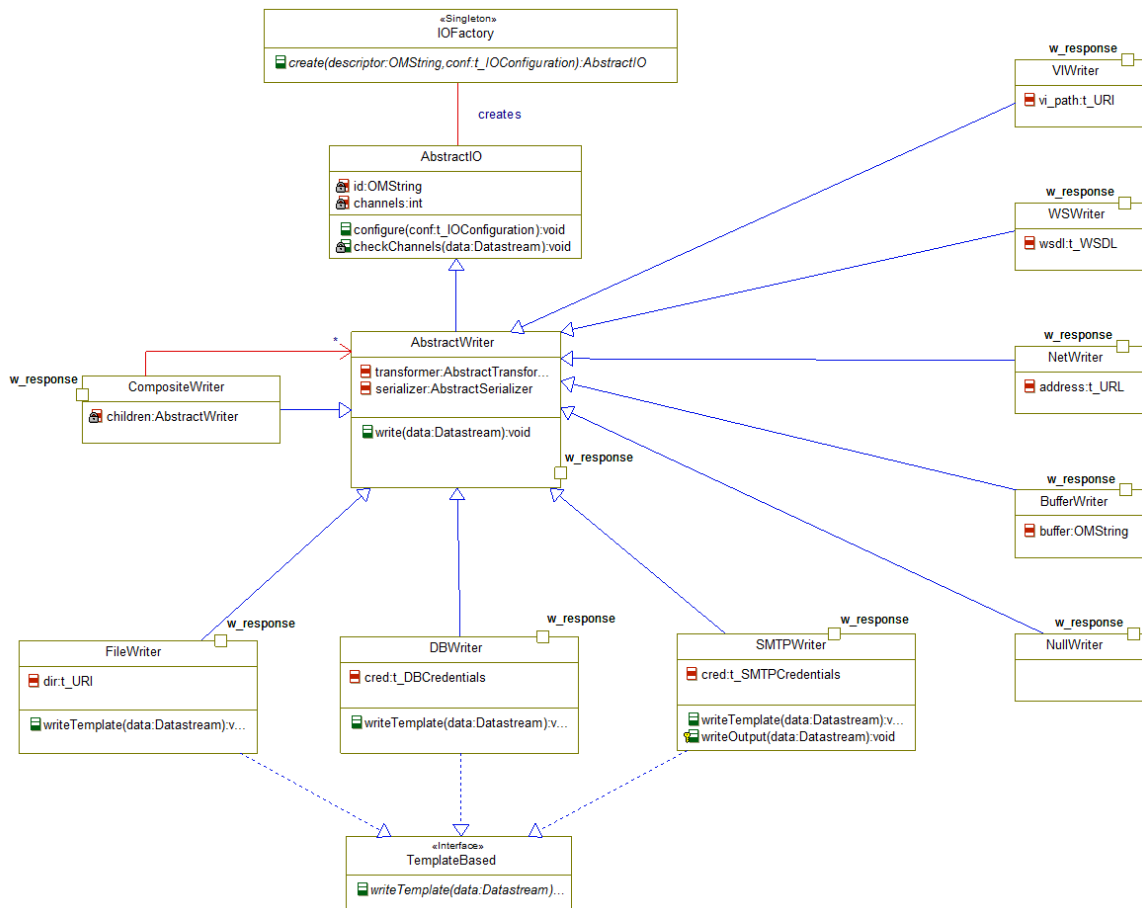 «Singleton»
IOFactory
create(descriptor:OMString,conf:t_IOConfiguration):AbstractIO
creates
AbstractIO
id:OMString
channels:int
configure(conf:t_IOConfiguration):void
checkChannels(data:Datastream):void
w_response
VIWriter
vi_path:t_URI
w_response
WSWriter
wsdl:t_WSDL
*
AbstractWriter
transformer:AbstractTransfor...
serializer:AbstractSerializer
write(data:Datastream):void
w_response
w_response
CompositeWriter
children:AbstractWriter
w_response
NetWriter
address:t_URL
w_response
BufferWriter
buffer:OMString
w_response
NullWriter
w_response
FileWriter
dir:t_URI
writeTemplate(data:Datastream):v...
w_response
DBWriter
cred:t_DBCredentials
writeTemplate(data:Datastream):v...
w_response
SMTPWriter
cred:t_SMTPCredentials
writeTemplate(data:Datastream):v...
writeOutput(data:Datastream):void
«Interface»
TemplateBased
writeTemplate(data:Datastream)...